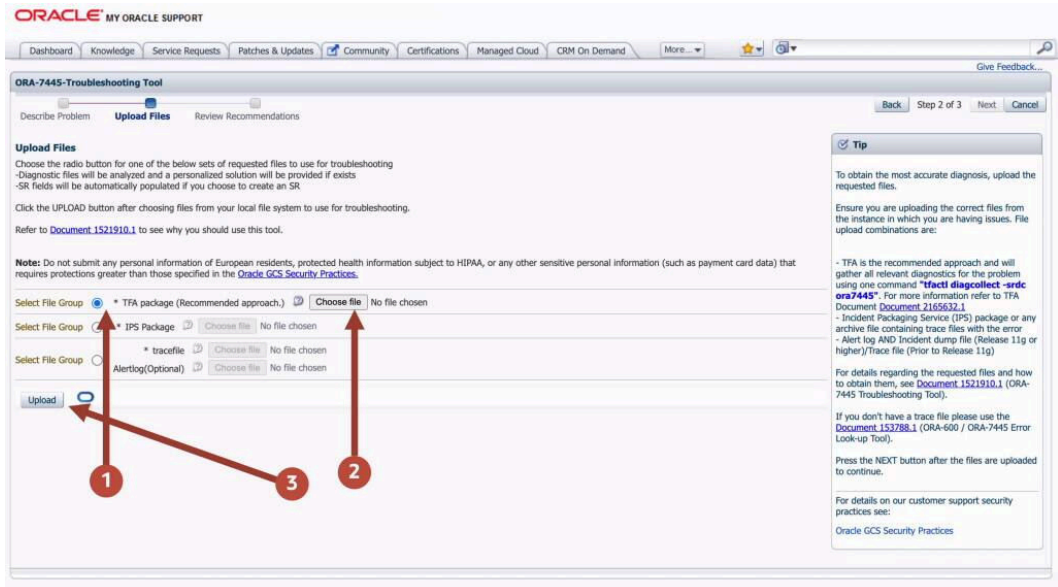 ORACLE MY ORACLE SUPPORT
Dashboard Knowledge Service Requests Patches & Updates Community Certifications Managed Cloud CRM On Demand More...
Give Feedback...
ORA-7445-Troubleshooting Tool
Describe Problem Upload Files Review Recommendations
Back Step 2 of 3 Next Cancel
Upload Files
Choose the radio button for one of the below sets of requested files to use for troubleshooting
-Diagnostic files will be analyzed and a personalized solution will be provided if exists
-SR fields will be automatically populated if you choose to create an SR
Click the UPLOAD button after choosing files from your local file system to use for troubleshooting.
Refer to Document 1521910.1 to see why you should use this tool.
Note: Do not submit any personal information of European residents, protected health information subject to HIPAA, or any other sensitive personal information (such as payment card data) that
requires protections greater than those specified in the Oracle GCS Security Practices.
Select File Group * TFA package (Recommended approach.) Choose file No file chosen
Select File Group * IPS Package Choose file No file chosen
Select File Group
* tracefile Choose file No file chosen
Alertlog(Optional) Choose file No file chosen
Upload
1
3
2
Tip
To obtain the most accurate diagnosis, upload the
requested files.
Ensure you are uploading the correct files from
the instance in which you are having issues. File
upload combinations are:
- TFA is the recommended approach and will
gather all relevant diagnostics for the problem
using one command "tfactl diagcollect -srdc
ora7445". For more information refer to TFA
Document Document 2165632.1
- Incident Packaging Service (IPS) package or any
archive file containing trace files with the error
- Alert log AND Incident dump file (Release 11g or
higher)/Trace file (Prior to Release 11g)
For details regarding the requested files and how
to obtain them, see Document 1521910.1 (ORA-
7445 Troubleshooting Tool).
If you don't have a trace file please use the
Document 153788.1 (ORA-600 / ORA-7445 Error
Look-up Tool).
Press the NEXT button after the files are uploaded
to continue.
For details on our customer support security
practices see:
Oracle GCS Security Practices